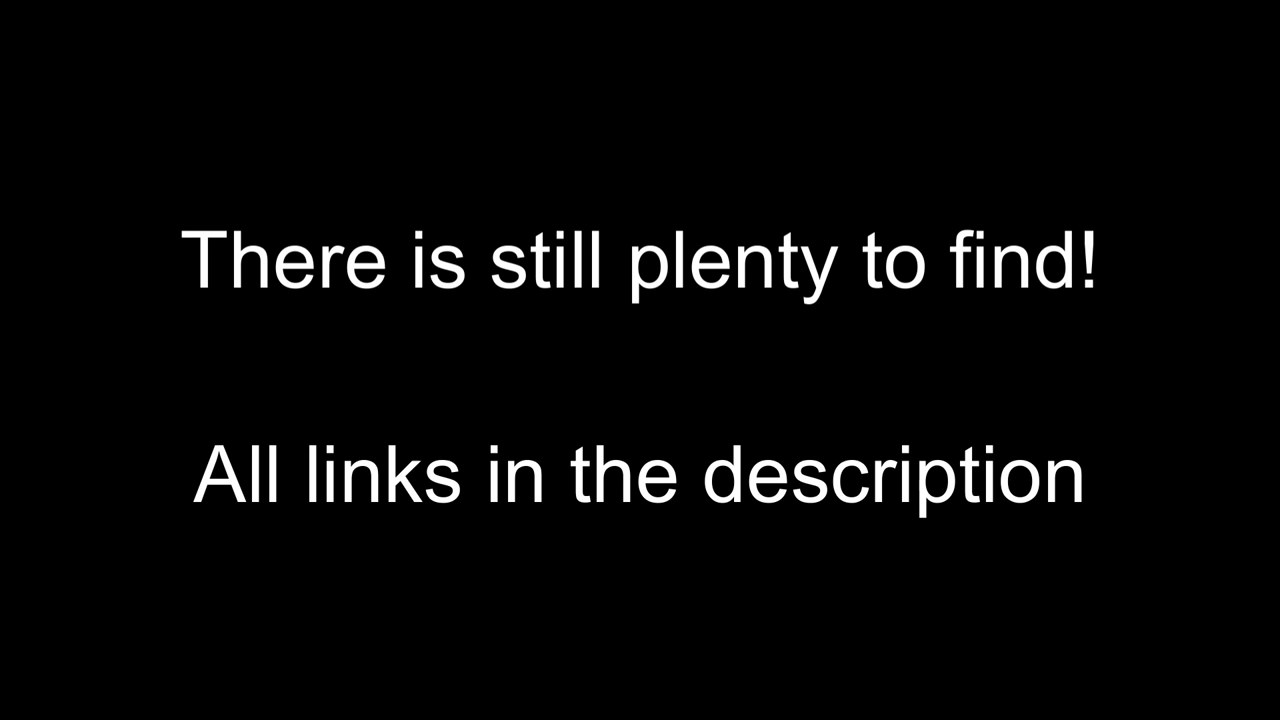 There is still plenty to find!
All links in the description